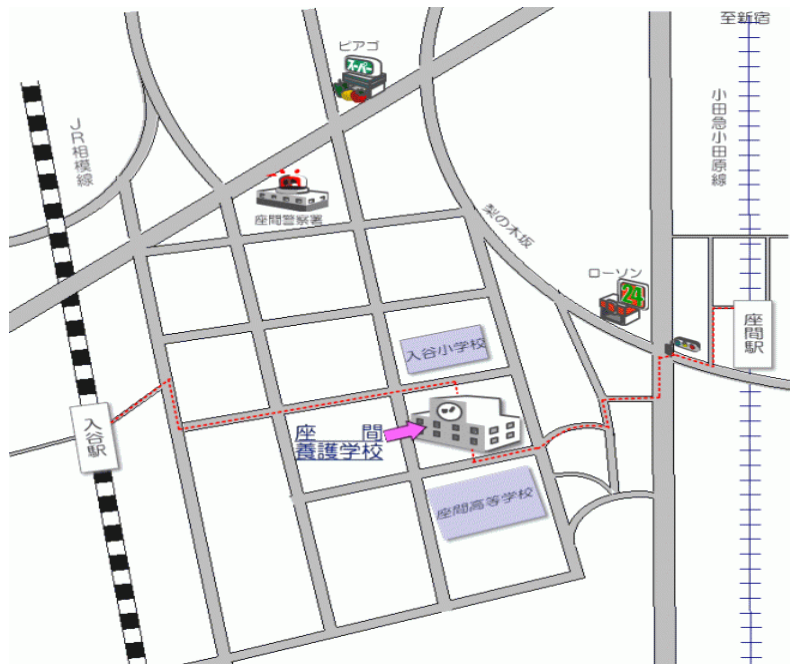 至新宿
ピアゴ
スーパー
小田急小田原線
JR相模線
座間警察署
梨の木坂
ローソン
24
座間駅
入谷小学校
入谷駅
座 間
養護学校
座間高等学校